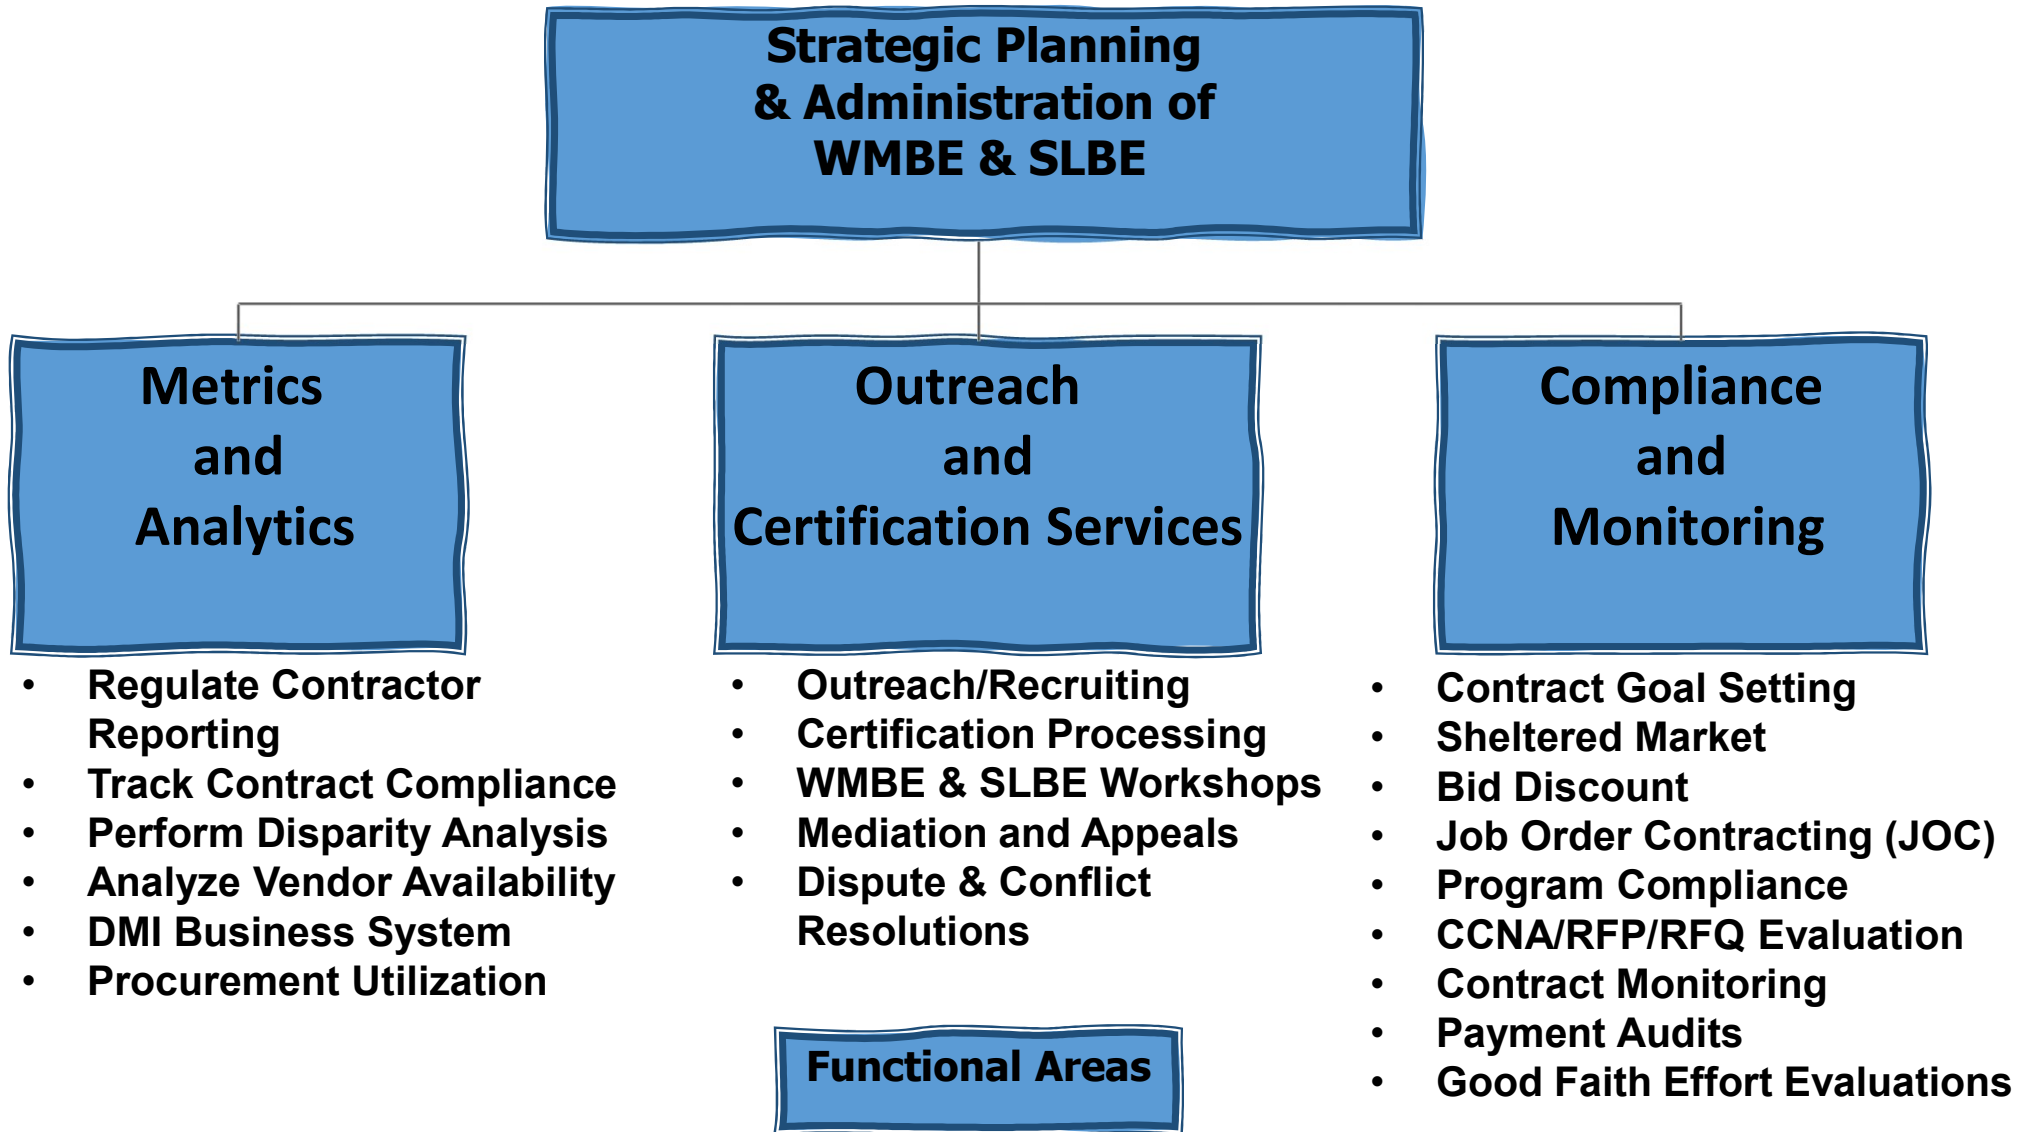 Strategic Planning
& Administration of
WMBE & SLBE
Metrics
and
Analytics
• Regulate Contractor
Reporting
• Track Contract Compliance
• Perform Disparity Analysis
• Analyze Vendor Availability
• DMI Business System
• Procurement Utilization
Outreach
and
Certification Services
• Outreach/Recruiting
• Certification Processing
• WMBE & SLBE Workshops
• Mediation and Appeals
• Dispute & Conflict
Resolutions
Compliance
and
Monitoring
• Contract Goal Setting
• Sheltered Market
• Bid Discount
• Job Order Contracting (JOC)
• Program Compliance
• CCNA/RFP/RFQ Evaluation
• Contract Monitoring
• Payment Audits
• Good Faith Effort Evaluations
Functional Areas